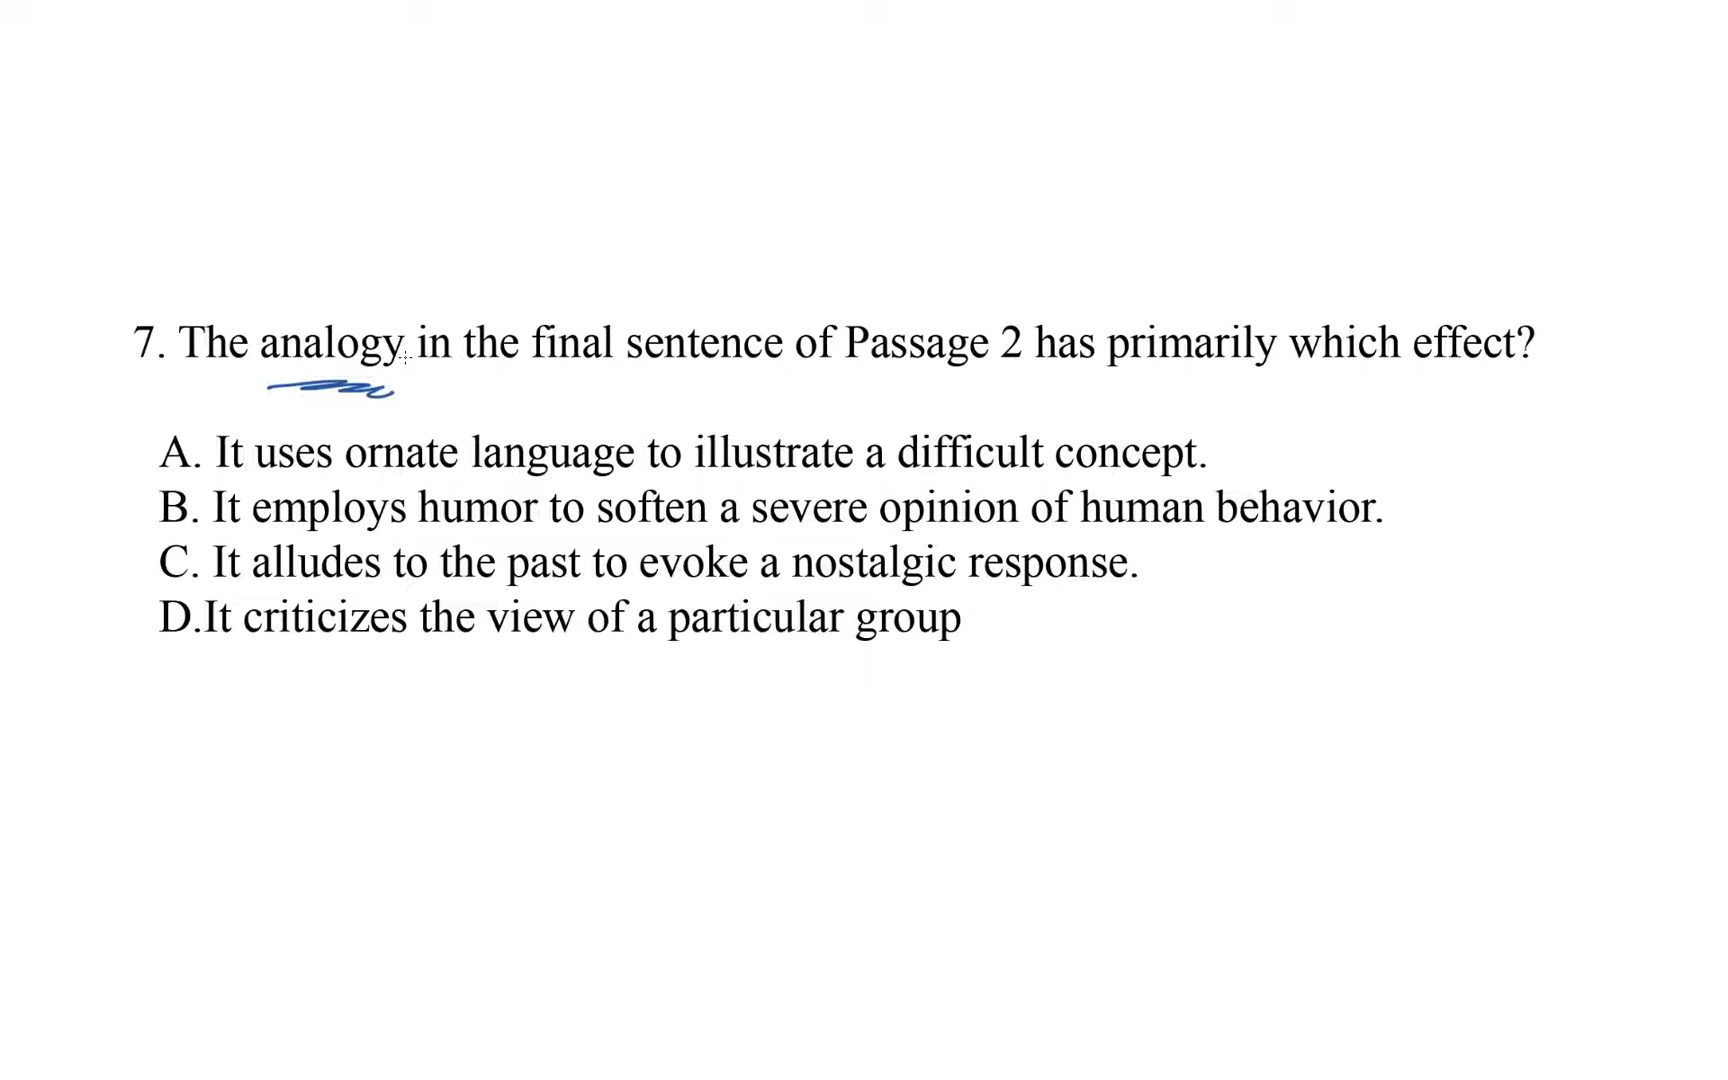 7. The analogy in the final sentence of Passage 2 has primarily which effect?
A. It uses ornate language to illustrate a difficult concept.
B. It employs humor to soften a severe opinion of human behavior.
C. It alludes to the past to evoke a nostalgic response.
D.It criticizes the view of a particular group